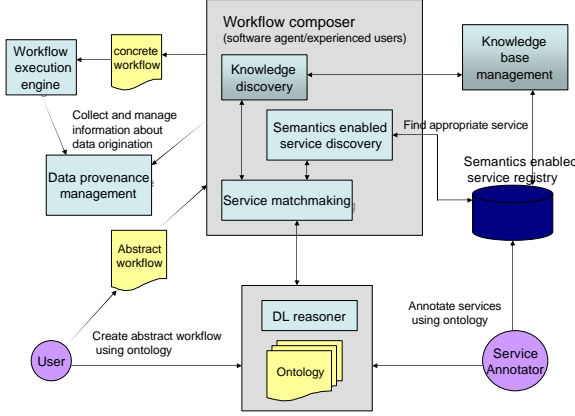 Workflow composer
(software agent/experienced users)
Workflow
execution
engine
concrete
workflow
Knowledge
discovery
Knowledge
base
management
Collect and manage
information about
data origination
Semantics enabled
service discovery
Find appropriate service
Data provenance
management
Service matchmaking
Semantics enabled
service registry
Abstract
workflow
DL reasoner
Ontology
Create abstract workflow
using ontology
User
Annotate services
using ontology
Service
Annotator